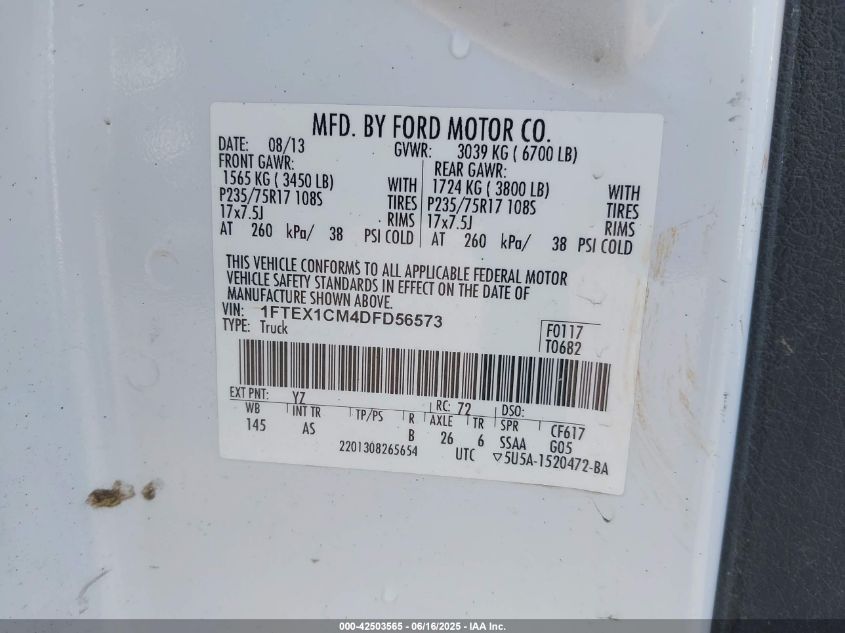 MFD. BY FORD MOTOR CO.
DATE: 08/13 GVWR: 3039 KG ( 6700 LB)
FRONT GAWR: REAR GAWR:
1565 KG ( 3450 LB) WITH 1724 KG ( 3800 LB) WITH
P235/75R17 108S TIRES P235/75R17 108S TIRES
17x7.5J RIMS 17x7.5J RIMS
AT 260 kPa/ 38 PSI COLD AT 260 kPa/ 38 PSI COLD
THIS VEHICLE CONFORMS TO ALL APPLICABLE FEDERAL MOTOR
VEHICLE SAFETY STANDARDS IN EFFECT ON THE DATE OF
MANUFACTURE SHOWN ABOVE.
VIN: 1FTEX1CM4DFD56573
TYPE: Truck
F0117
T0682
EXT PNT: YZ RC: 72 DSO:
WB INT TR TP/PS R AXLE TR SPR CF617
145 AS B 26 6 SSAA G05
2201308265654 UTC ▽5U5A-1520472-BA
000-42503565 - 06/16/2025 - IAA Inc.